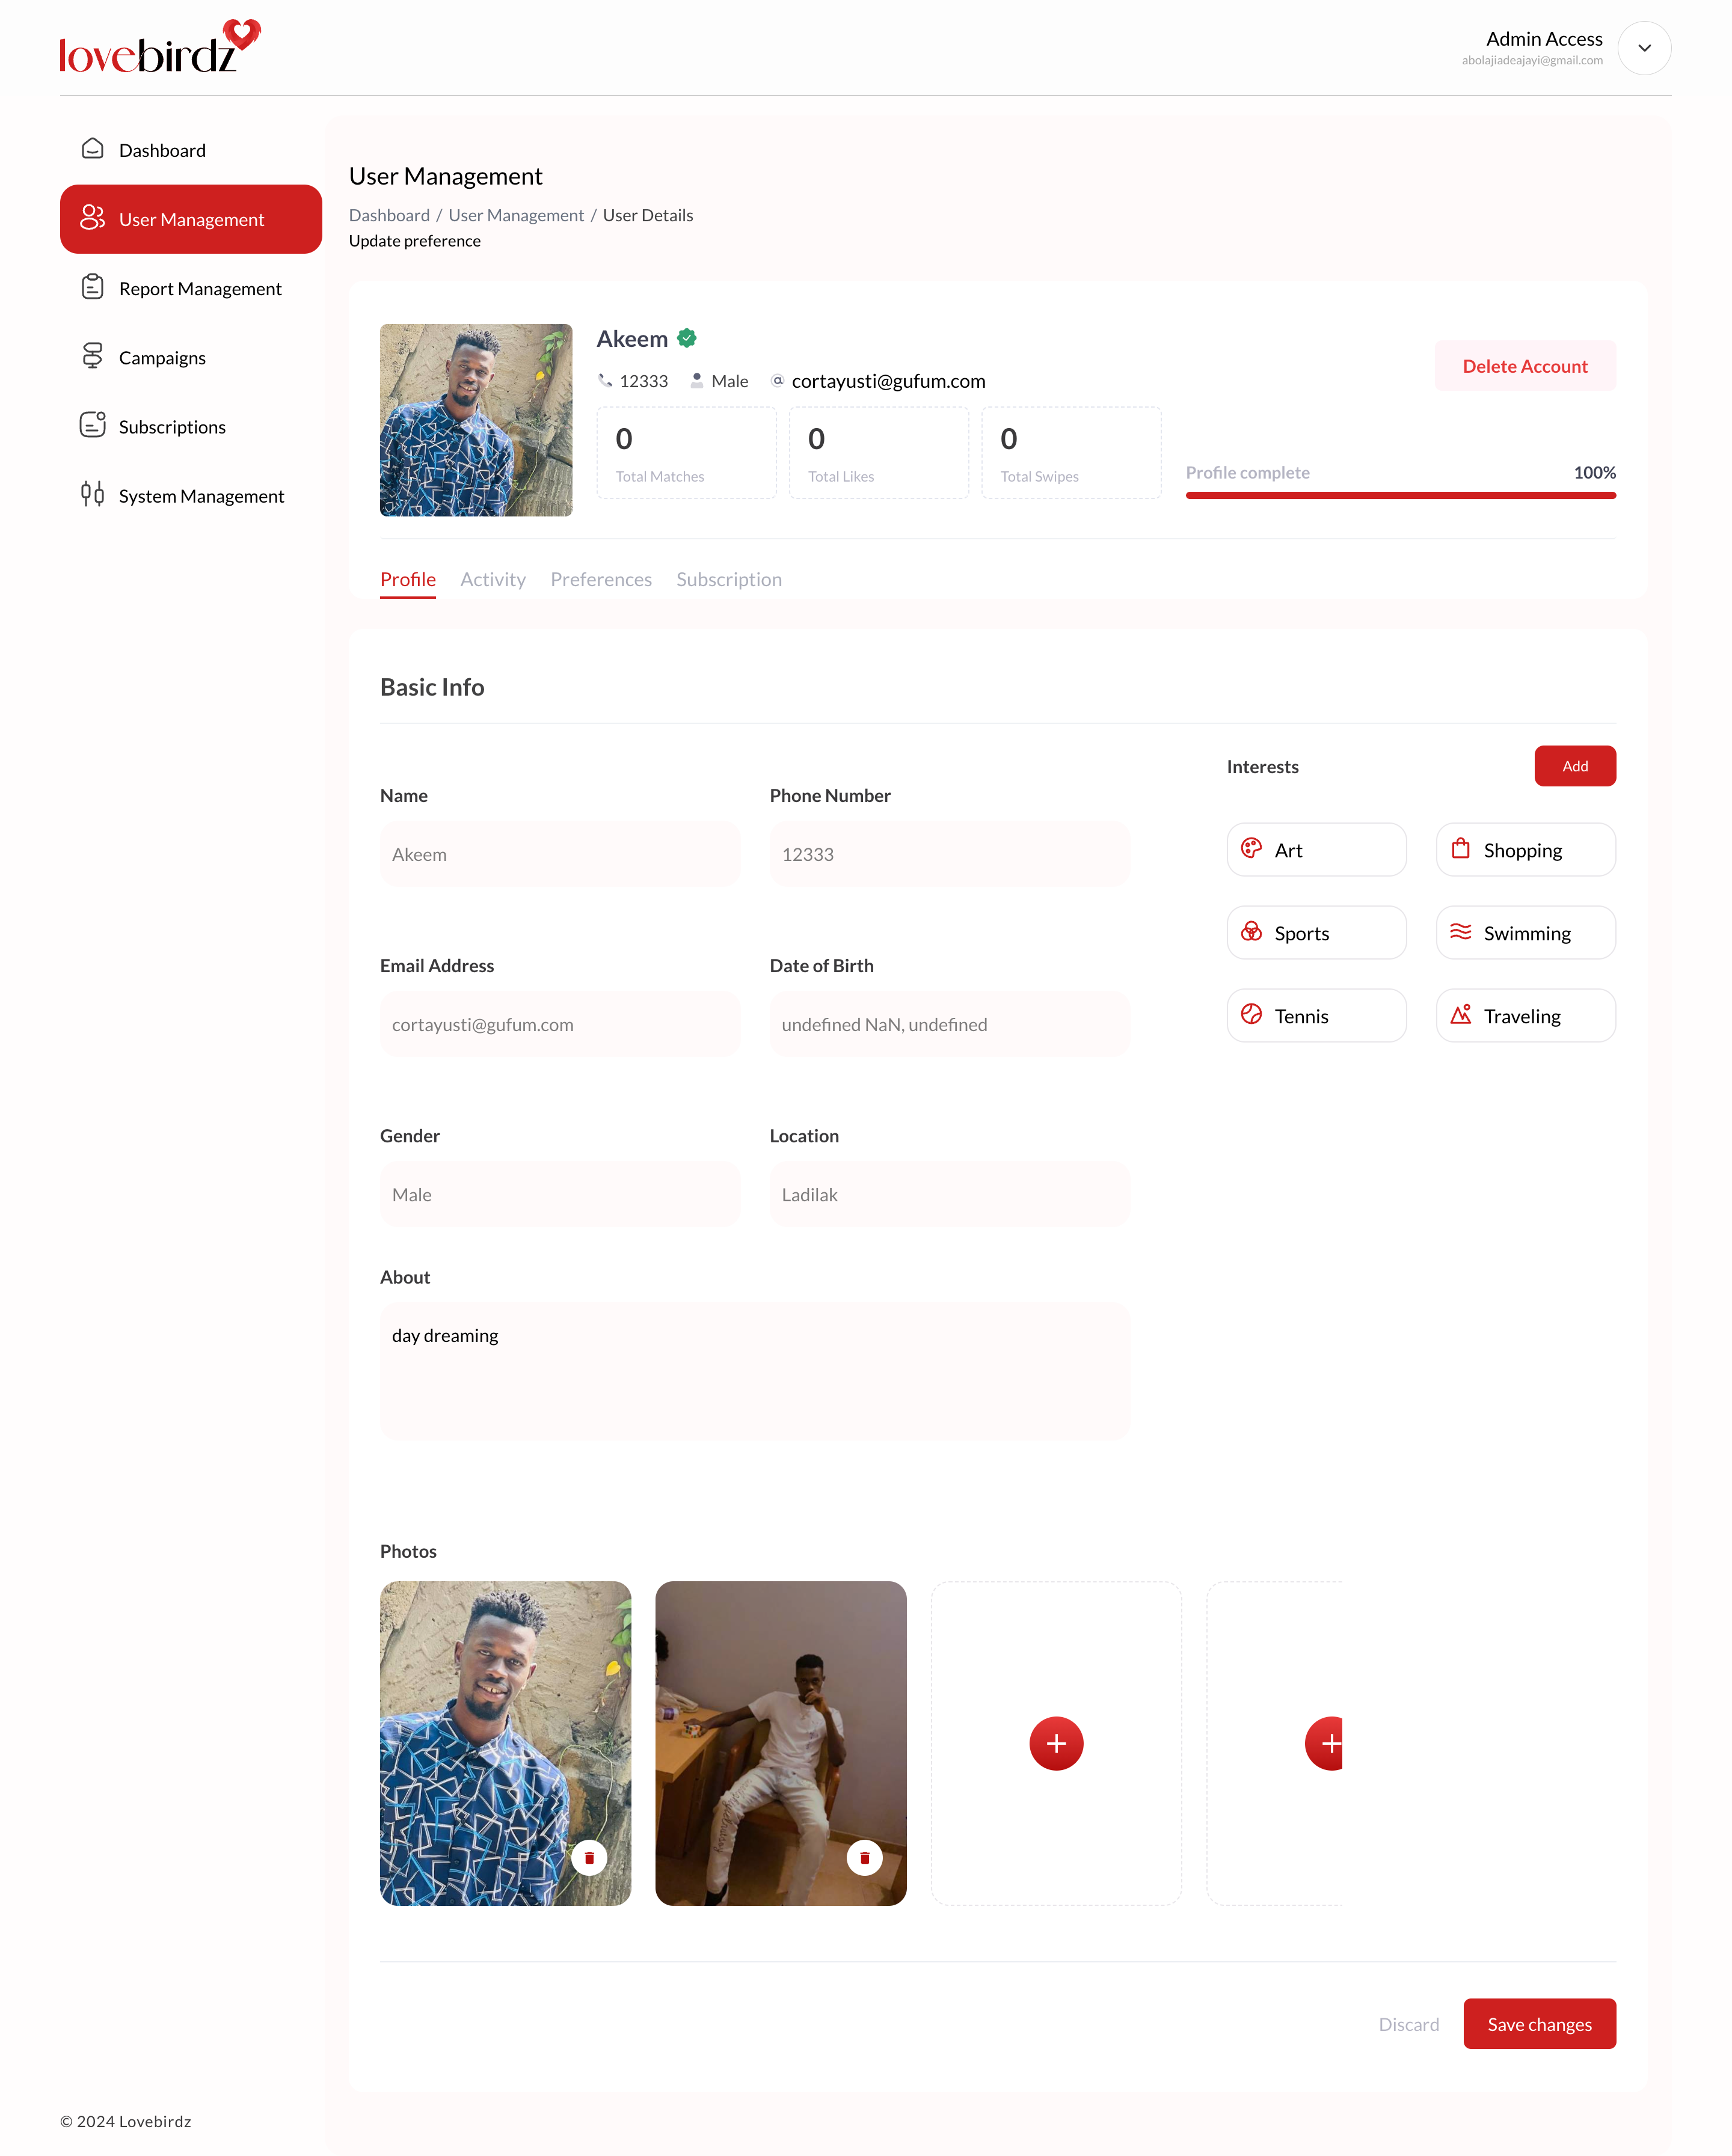 lovebirdz
Admin Access
abolajiadeajayi@gmail.com
Dashboard
User Management
Report Management
Campaigns
Subscriptions
System Management
User Management
Dashboard / User Management / User Details
Update preference
Akeem
12333 Male @ cortayusti@gufum.com
Delete Account
0
Total Matches
0
Total Likes
0
Total Swipes
Profile complete 100%
Profile Activity Preferences Subscription
Basic Info
Name
Akeem
Phone Number
12333
Email Address
cortayusti@gufum.com
Date of Birth
undefined NaN, undefined
Gender
Male
Location
Ladilak
About
day dreaming
Interests
Add
Art
Shopping
Sports
Swimming
Tennis
Traveling
Photos
Discard
Save changes
© 2024 Lovebirdz